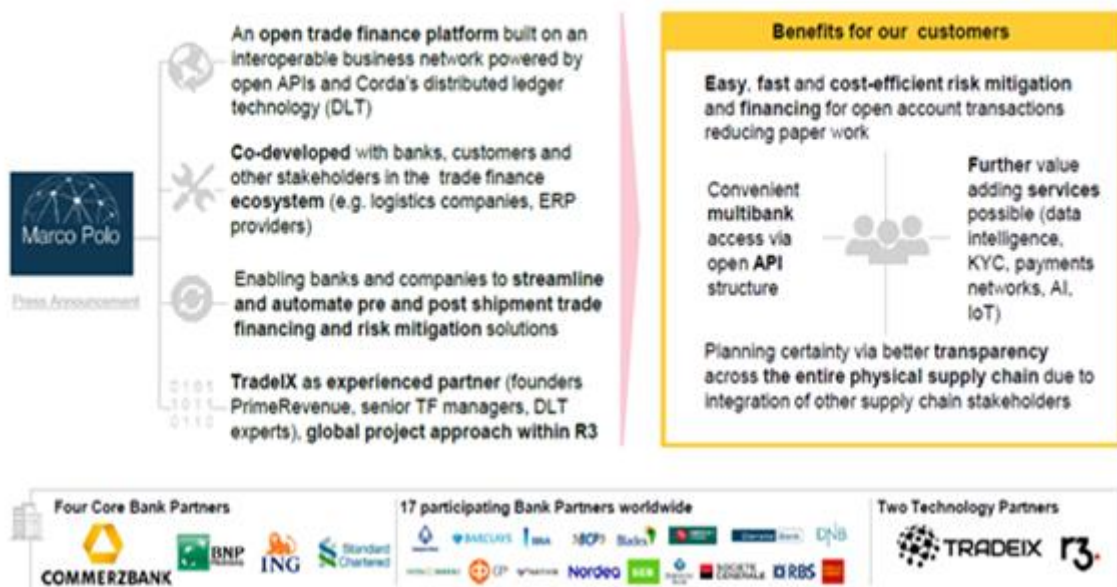 An open trade finance platform built on an
interoperable business network powered by
open APIs and Corda's distributed ledger
technology (DLT)
Co-developed with banks, customers and
other stakeholders in the trade finance
ecosystem (e.g. logistics companies, ERP
providers)
Marco Polo
Press Announcement
Enabling banks and companies to streamline
and automate pre and post shipment trade
financing and risk mitigation solutions
0101
1011
0110
TradeIX as experienced partner (founders
PrimeRevenue, senior TF managers, DLT
experts), global project approach within R3
Benefits for our customers
Easy, fast and cost-efficient risk mitigation
and financing for open account transactions
reducing paper work
Convenient
multibank
access via
open API
structure
Further value
adding services
possible (data
intelligence,
KYC, payments
networks, AI,
IoT)
Planning certainty via better transparency
across the entire physical supply chain due to
integration of other supply chain stakeholders
Four Core Bank Partners
COMMERZBANK
BNP
ING
Standard
Chartered
17 participating Bank Partners worldwide
BARCLAYS
DNB
Nordea
SEB
SOCIETE
GENERALE
RBS
Two Technology Partners
TRADEIX
r3.